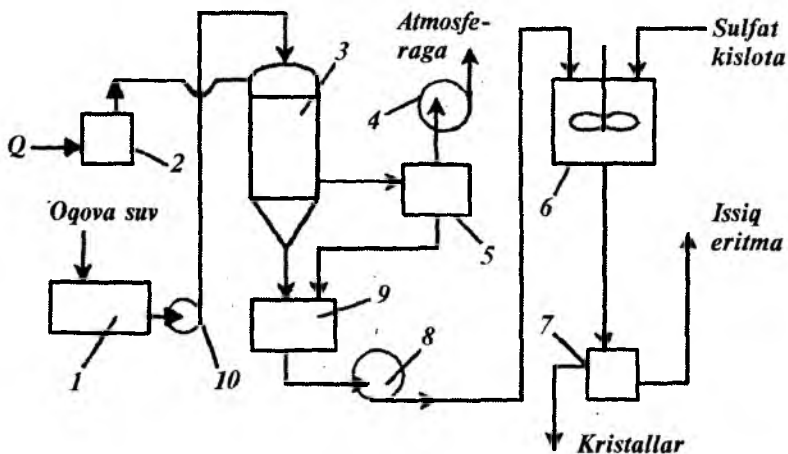 Atmosfe-
raga
3
4
Sulfat
kislota
Q
2
6
Oqova suv
5
Issiq
eritma
9
7
8
1
10
Kristallar